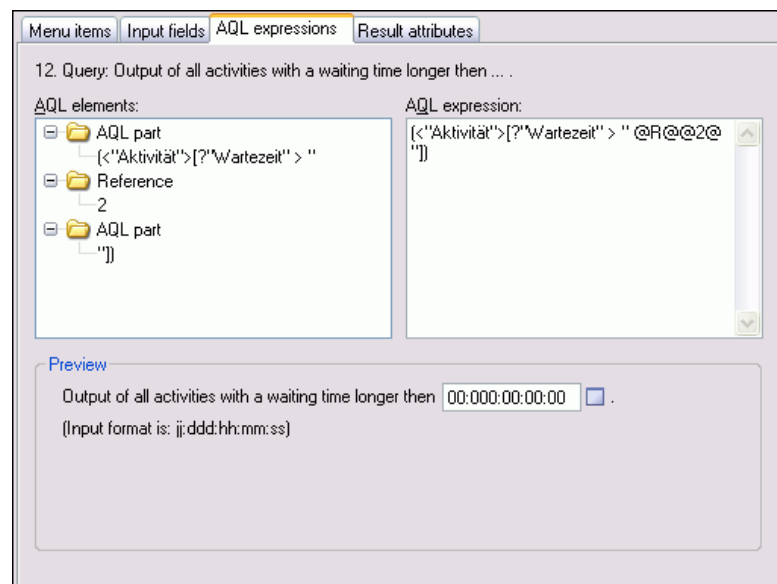 Menu items Input fields AQL expressions Result attributes
12. Query: Output of all activities with a waiting time longer then ... .
AQL elements:
AQL expression:
AQL part
(<"Aktivität">[?"Wartezeit" > "
Reference
2
AQL part
"])
(<"Aktivität">[?"Wartezeit" > " @R@@2@
"])
Preview
Output of all activities with a waiting time longer then 00:000:00:00:00 .
(Input format is: jj:ddd:hh:mm:ss)